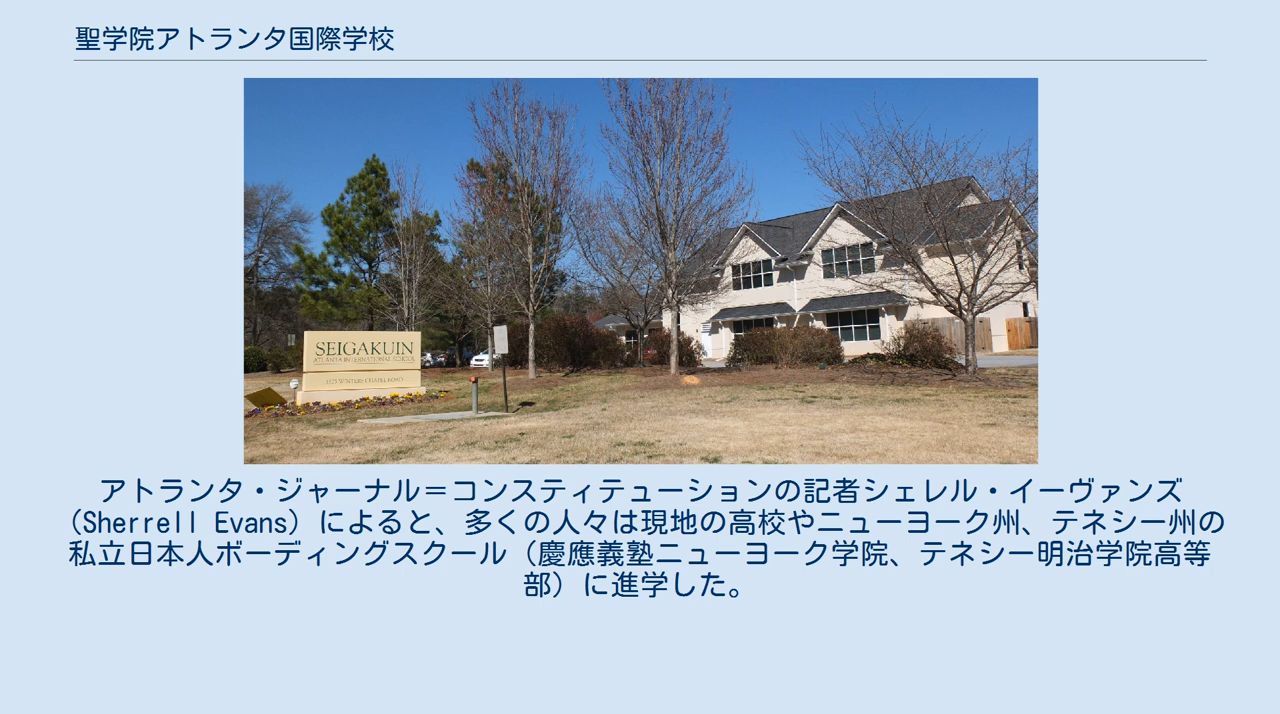 聖学院アトランタ国際学校
SEIGAKUIN
ATLANTA INTERNATIONAL SCHOOL
アトランタ・ジャーナル＝コンスティテューションの記者シェレル・イーヴァンズ
（Sherrell Evans）によると、多くの人々は現地の高校やニューヨーク州、テネシー州の
私立日本人ボーディングスクール（慶應義塾ニューヨーク学院、テネシー明治学院高等
部）に進学した。